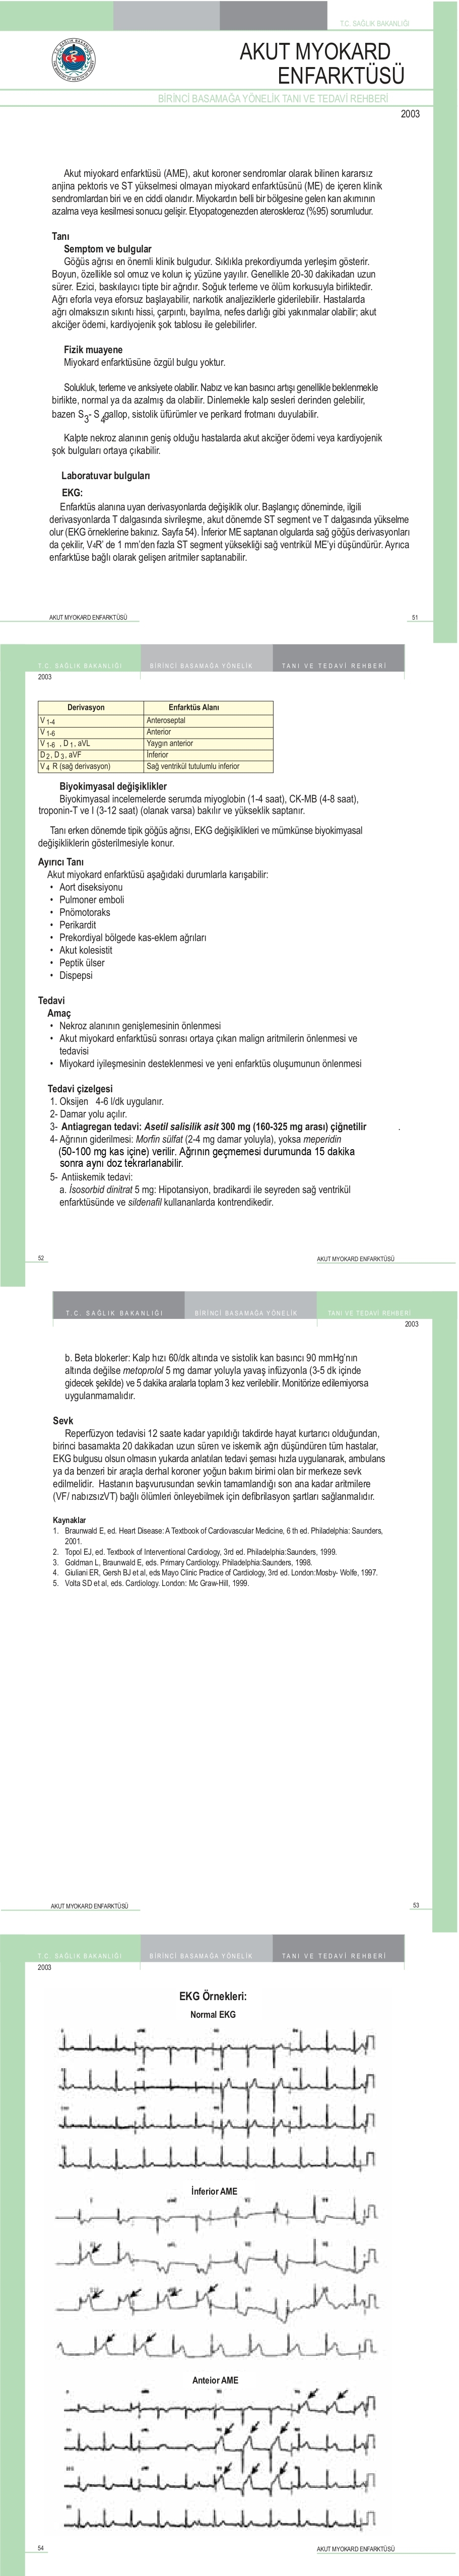 T.C. SAĞLIK BAKANLIĞI
AKUT MYOKARD
ENFARKTÜSÜ
BİRİNCİ BASAMAĞA YÖNELİK TANI VE TEDAVİ REHBERİ
2003
Akut miyokard enfarktüsü (AME), akut koroner sendromlar olarak bilinen kararsız
anjina pektoris ve ST yükselmesi olmayan miyokard enfarktüsünü (ME) de içeren klinik
sendromlardan biri ve en ciddi olanıdır. Miyokardın belli bir bölgesine gelen kan akımının
azalma veya kesilmesi sonucu gelişir. Etyopatogenezden ateroskleroz (%95) sorumludur.
Tanı
Semptom ve bulgular
Göğüs ağrısı en önemli klinik bulgudur. Sıklıkla prekordiyumda yerleşim gösterir.
Boyun, özellikle sol omuz ve kolun iç yüzüne yayılır. Genellikle 20-30 dakikadan uzun
sürer. Ezici, baskılayıcı tipte bir ağrıdır. Soğuk terleme ve ölüm korkusuyla birliktedir.
Ağrı eforla veya eforsuz başlayabilir, narkotik analjeziklerle giderilebilir. Hastalarda
ağrı olmaksızın sıkıntı hissi, çarpıntı, bayılma, nefes darlığı gibi yakınmalar olabilir; akut
akciğer ödemi, kardiyojenik şok tablosu ile gelebilirler.
Fizik muayene
Miyokard enfarktüsüne özgül bulgu yoktur.
Solukluk, terleme ve anksiyete olabilir. Nabız ve kan basıncı artışı genellikle beklenmekle
birlikte, normal ya da azalmış da olabilir. Dinlemekle kalp sesleri derinden gelebilir,
bazen S3- S4gallop, sistolik üfürümler ve perikard frotmanı duyulabilir.
Kalpte nekroz alanının geniş olduğu hastalarda akut akciğer ödemi veya kardiyojenik
şok bulguları ortaya çıkabilir.
Laboratuvar bulguları
EKG:
Enfarktüs alanına uyan derivasyonlarda değişiklik olur. Başlangıç döneminde, ilgili
derivasyonlarda T dalgasında sivrileşme, akut dönemde ST segment ve T dalgasında yükselme
olur (EKG örneklerine bakınız. Sayfa 54). İnferior ME saptanan olgularda sağ göğüs derivasyonları
da çekilir, V4R' de 1 mm'den fazla ST segment yüksekliği sağ ventrikül ME'yi düşündürür. Ayrıca
enfarktüse bağlı olarak gelişen aritmiler saptanabilir.
AKUT MYOKARD ENFARKTÜSÜ 51
T.C. SAĞLIK BAKANLIĞI BİRİNCİ BASAMAĞA YÖNELİK TANI VE TEDAVİ REHBERİ
2003
Derivasyon Enfarktüs Alanı
V 1-4 Anteroseptal
V 1-6 Anterior
V 1-6 , D 1, aVL Yaygın anterior
D 2, D 3, aVF İnferior
V 4 R (sağ derivasyon) Sağ ventrikül tutulumlu inferior
Biyokimyasal değişiklikler
Biyokimyasal incelemelerde serumda miyoglobin (1-4 saat), CK-MB (4-8 saat),
troponin-T ve I (3-12 saat) (olanak varsa) bakılır ve yükseklik saptanır.
Tanı erken dönemde tipik göğüs ağrısı, EKG değişiklikleri ve mümkünse biyokimyasal
değişikliklerin gösterilmesiyle konur.
Ayırıcı Tanı
Akut miyokard enfarktüsü aşağıdaki durumlarla karışabilir:
• Aort diseksiyonu
• Pulmoner emboli
• Pnömotoraks
• Perikardit
• Prekordiyal bölgede kas-eklem ağrıları
• Akut kolesistit
• Peptik ülser
• Dispepsi
Tedavi
Amaç
• Nekroz alanının genişlemesinin önlenmesi
• Akut miyokard enfarktüsü sonrası ortaya çıkan malign aritmilerin önlenmesi ve
tedavisi
• Miyokard iyileşmesinin desteklenmesi ve yeni enfarktüs oluşumunun önlenmesi
Tedavi çizelgesi
1. Oksijen 4-6 l/dk uygulanır.
2- Damar yolu açılır.
3- Antiagregan tedavi: Asetil salisilik asit 300 mg (160-325 mg arası) çiğnetilir .
4- Ağrının giderilmesi: Morfin sülfat (2-4 mg damar yoluyla), yoksa meperidin
(50-100 mg kas içine) verilir. Ağrının geçmemesi durumunda 15 dakika
sonra aynı doz tekrarlanabilir.
5- Antiiskemik tedavi:
a. İsosorbid dinitrat 5 mg: Hipotansiyon, bradikardi ile seyreden sağ ventrikül
enfarktüsünde ve sildenafil kullananlarda kontrendikedir.
52 AKUT MYOKARD ENFARKTÜSÜ
T.C. SAĞLIK BAKANLIĞI BİRİNCİ BASAMAĞA YÖNELİK TANI VE TEDAVİ REHBERİ
2003
b. Beta blokerler: Kalp hızı 60/dk altında ve sistolik kan basıncı 90 mmHg'nın
altında değilse metoprolol 5 mg damar yoluyla yavaş infüzyonla (3-5 dk içinde
gidecek şekilde) ve 5 dakika aralarla toplam 3 kez verilebilir. Monitörize edilemiyorsa
uygulanmamalıdır.
Sevk
Reperfüzyon tedavisi 12 saate kadar yapıldığı takdirde hayat kurtarıcı olduğundan,
birinci basamakta 20 dakikadan uzun süren ve iskemik ağrı düşündüren tüm hastalar,
EKG bulgusu olsun olmasın yukarda anlatılan tedavi şeması hızla uygulanarak, ambulans
ya da benzeri bir araçla derhal koroner yoğun bakım birimi olan bir merkeze sevk
edilmelidir. Hastanın başvurusundan sevkin tamamlandığı son ana kadar aritmilere
(VF/ nabızsızVT) bağlı ölümleri önleyebilmek için defibrilasyon şartları sağlanmalıdır.
Kaynaklar
1. Braunwald E, ed. Heart Disease: A Textbook of Cardiovascular Medicine, 6 th ed. Philadelphia: Saunders,
2001.
2. Topol EJ, ed. Textbook of Interventional Cardiology, 3rd ed. Philadelphia:Saunders, 1999.
3. Goldman L, Braunwald E, eds. Primary Cardiology. Philadelphia:Saunders, 1998.
4. Giuliani ER, Gersh BJ et al, eds Mayo Clinic Practice of Cardiology, 3rd ed. London:Mosby- Wolfe, 1997.
5. Volta SD et al, eds. Cardiology. London: Mc Graw-Hill, 1999.
AKUT MYOKARD ENFARKTÜSÜ 53
T.C. SAĞLIK BAKANLIĞI BİRİNCİ BASAMAĞA YÖNELİK TANI VE TEDAVİ REHBERİ
2003
EKG Örnekleri:
Normal EKG
İnferior AME
Anteior AME
54 AKUT MYOKARD ENFARKTÜSÜ